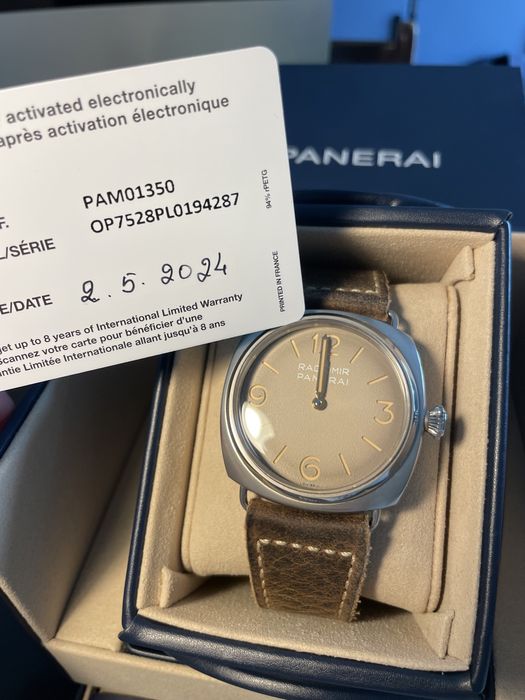 activated electronically
après activation électronique
F.
PAM01350
L/SÉRIE
OP7528PL0194287
E/DATE
2.5.2024
get up to 8 years of International Limited Warranty
Scannez votre carte pour bénéficier d'une
antie Limitée Internationale allant jusqu'à 8 ans
94% rPETG
PRINTED IN FRANCE
PANERAI
12
RADIOMIR
PANERAI
9
3
6